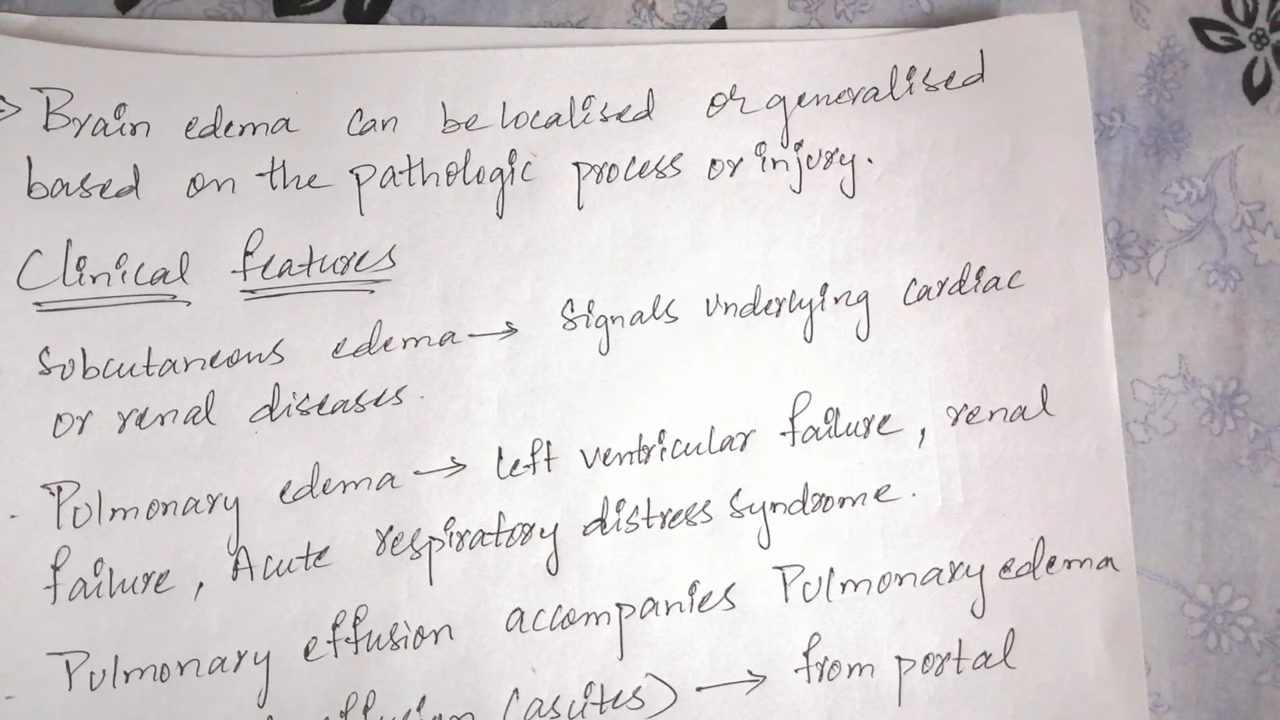 → Brain edema can be localised or generalised
based on the pathologic process or injury.
Clinical features
Subcutaneous edema → Signals underlying cardiac
or renal diseases.
- Pulmonary edema → left ventricular failure, renal
failure, Acute respiratory distress syndrome.
- Pulmonary effusion accompanies Pulmonary edema
effusion (ascites) → from portal